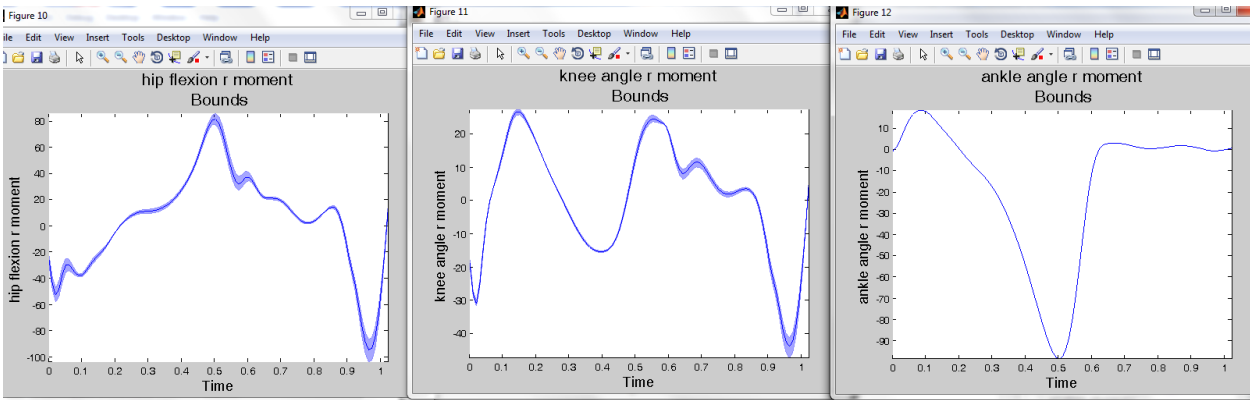 Figure 10
ile Edit View Insert Tools Desktop Window Help
hip flexion r moment
Bounds
80
60
40
20
0
-20
-40
-60
-80
-100
hip flexion r moment
0 0.1 0.2 0.3 0.4 0.5 0.6 0.7 0.8 0.9 1
Time
Figure 11
File Edit View Insert Tools Desktop Window Help
knee angle r moment
Bounds
20
10
0
-10
-20
-30
-40
knee angle r moment
0 0.1 0.2 0.3 0.4 0.5 0.6 0.7 0.8 0.9 1
Time
Figure 12
File Edit View Insert Tools Desktop Window Help
ankle angle r moment
Bounds
10
0
-10
-20
-30
-40
-50
-60
-70
-80
-90
ankle angle r moment
0 0.1 0.2 0.3 0.4 0.5 0.6 0.7 0.8 0.9 1
Time